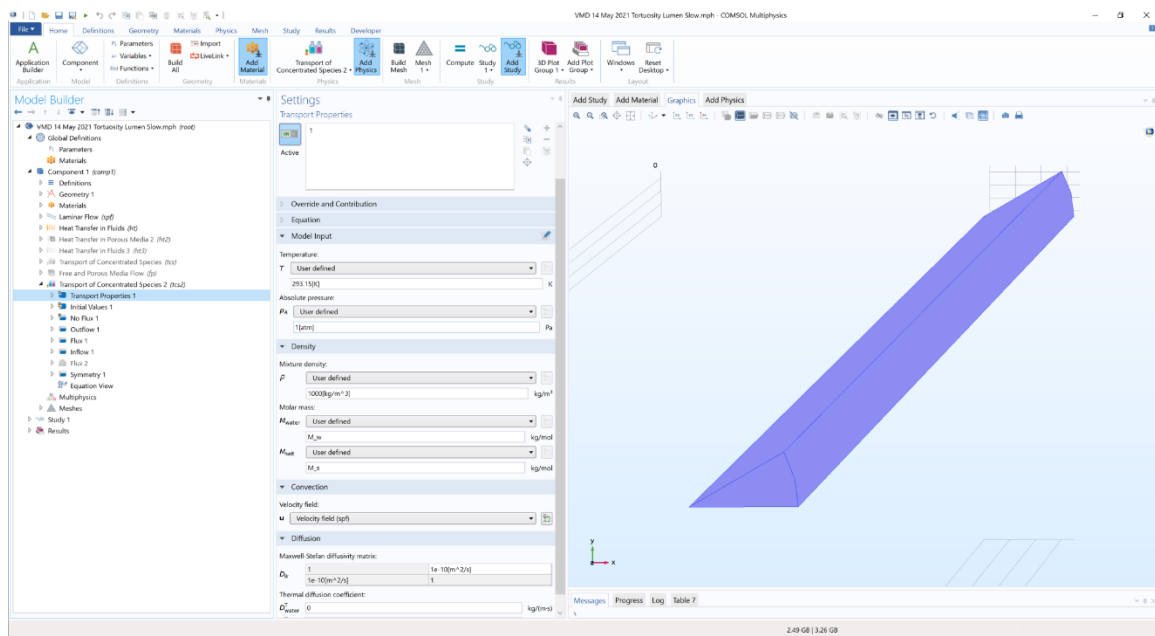 VMD 14 May 2021 Tortuosity Lumen Slow.mph - COMSOL Multiphysics
File Home Definitions Geometry Materials Physics Mesh Study Results Developer
Application Builder
Component 1
Pi Parameters
a= Variables
f(x) Functions
Build All
Import
LiveLink
Add Material
Transport of Concentrated Species 2
Add Physics
Build Mesh
Mesh 1
Compute
Study 1
Add Study
3D Plot Group 1
Add Plot Group
Windows
Reset Desktop
Application Model Definitions Geometry Materials Physics Mesh Study Results Layout
Model Builder
VMD 14 May 2021 Tortuosity Lumen Slow.mph (root)
Global Definitions
Pi Parameters
Materials
Component 1 (comp1)
Definitions
Geometry 1
Materials
Laminar Flow (spf)
Heat Transfer in Fluids (ht)
Heat Transfer in Porous Media 2 (ht2)
Heat Transfer in Fluids 3 (ht3)
Transport of Concentrated Species (tcs)
Free and Porous Media Flow (fp)
Transport of Concentrated Species 2 (tcs2)
Transport Properties 1
Initial Values 1
No Flux 1
Outflow 1
Flux 1
Inflow 1
Flux 2
Symmetry 1
Equation View
Multiphysics
Meshes
Study 1
Results
Settings
Transport Properties
Active
1
Override and Contribution
Equation
Model Input
Temperature:
T User defined
293.15[K] K
Absolute pressure:
pA User defined
1[atm] Pa
Density
Mixture density:
ρ User defined
1000[kg/m^3] kg/m³
Molar mass:
Mwater User defined
M_w kg/mol
Msalt User defined
M_s kg/mol
Convection
Velocity field:
u Velocity field (spf)
Diffusion
Maxwell-Stefan diffusivity matrix:
Dik
1 1e-10[m^2/s]
1e-10[m^2/s] 1
Thermal diffusion coefficient:
DTwater 0 kg/(m·s)
Add Study Add Material Graphics Add Physics
0
y
x
Messages Progress Log Table 7
2.49 GB | 3.26 GB